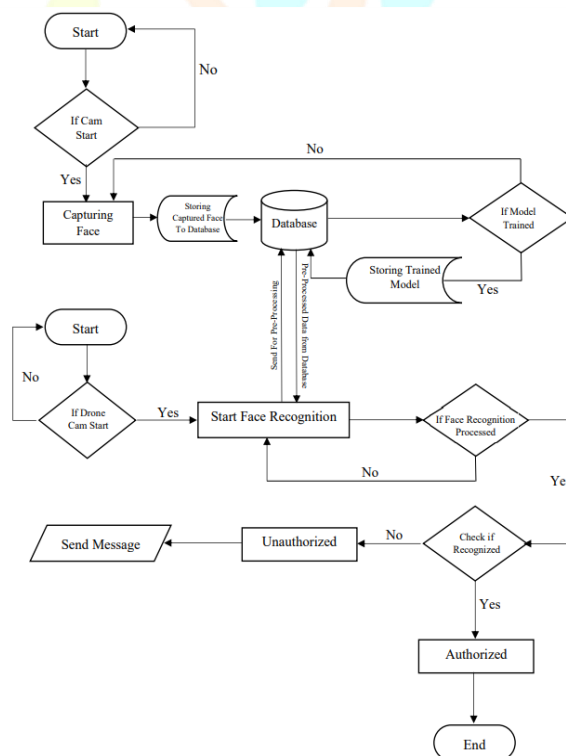 Start
No
If Cam
Start
Yes
No
Capturing
Face
Storing
Captured Face
To Database
Database
If Model
Trained
Storing Trained
Model
Yes
Send For Pre-Processing
Pre-Processed Data from Database
Start
No
If Drone
Cam Start
Yes
Start Face Recognition
If Face Recognition
Processed
No
Ye
Send Message
Unauthorized
No
Check if
Recognized
Yes
Authorized
End